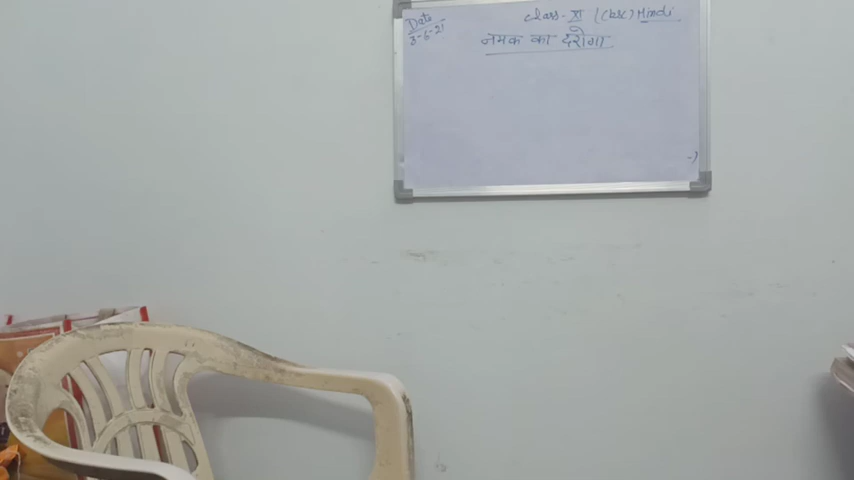 Date
3-6-21
Class-XI (CBSC) Hindi
नमक का दरोगा